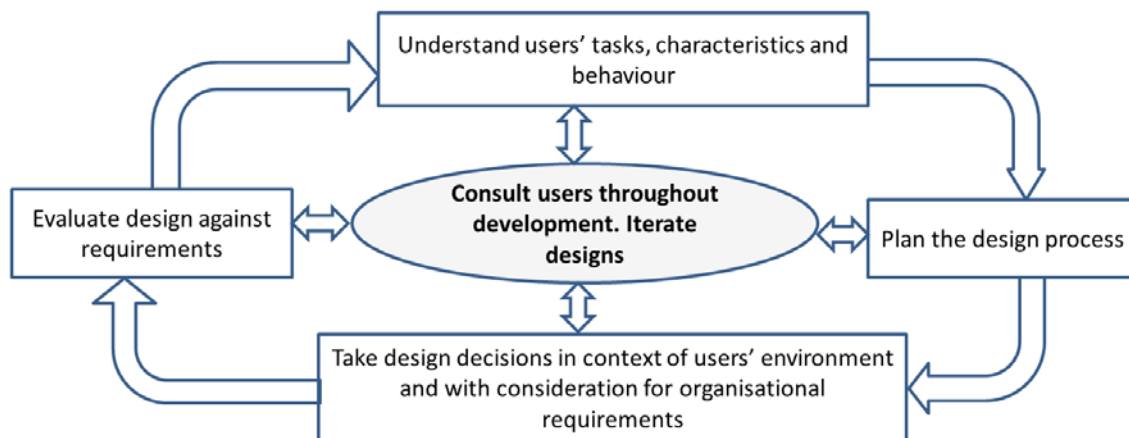 Understand users’ tasks, characteristics and
behaviour
Consult users throughout
development. Iterate
designs
Evaluate design against
requirements
Plan the design process
Take design decisions in context of users’ environment
and with consideration for organisational
requirements